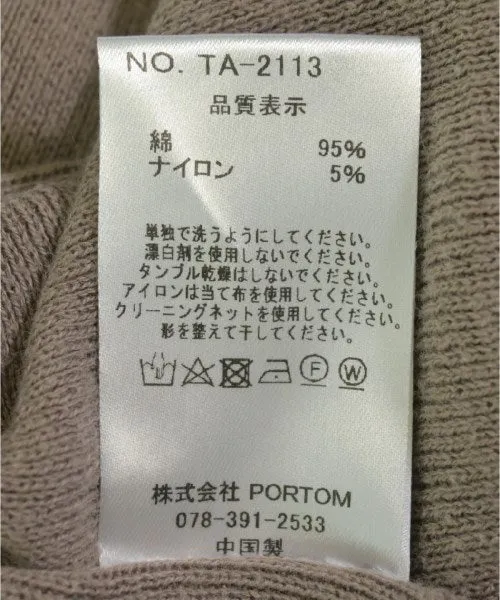 NO. TA-2113
品質表示
綿 95%
ナイロン 5%
単独で洗うようにしてください。
漂白剤を使用しないでください。
タンブル乾燥はしないでください。
アイロンは当て布を使用してください。
クリーニングネットを使用してください。
形を整えて干してください。
F W
株式会社 PORTOM
078-391-2533
中国製